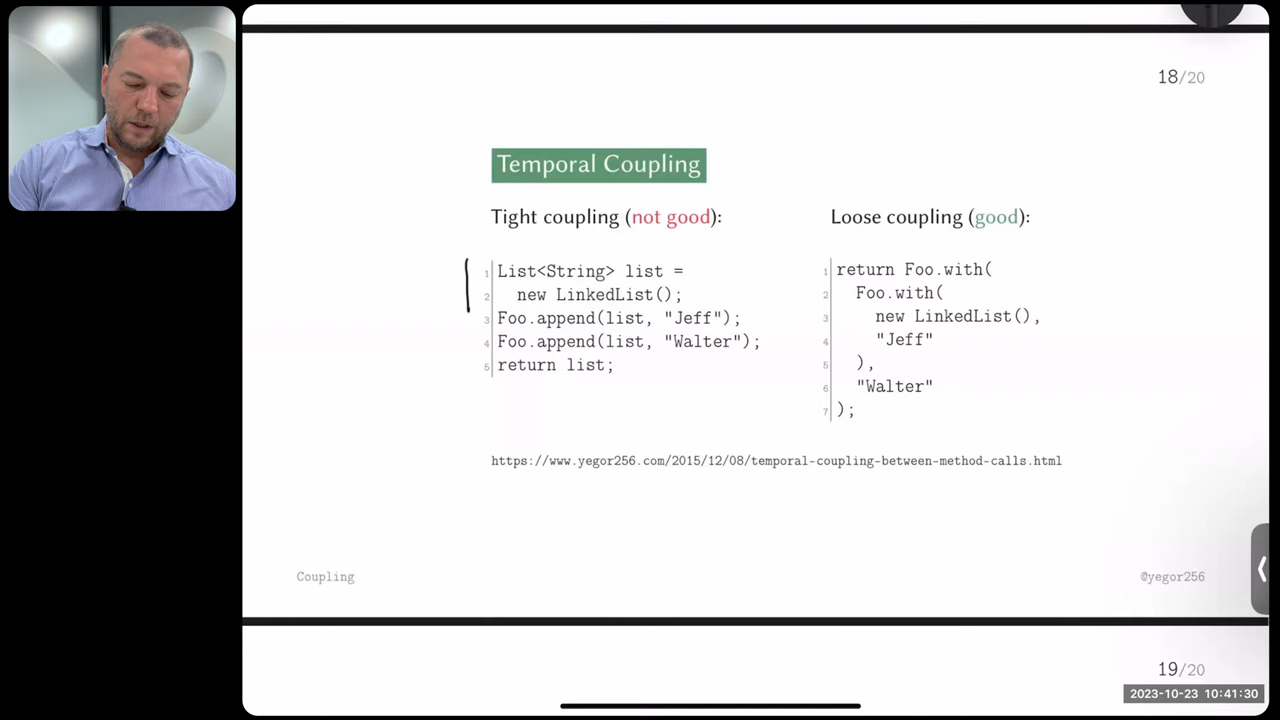 18/20
Temporal Coupling
Tight coupling (not good):
1 List<String> list =
2 new LinkedList();
3 Foo.append(list, "Jeff");
4 Foo.append(list, "Walter");
5 return list;
Loose coupling (good):
1 return Foo.with(
2 Foo.with(
3 new LinkedList(),
4 "Jeff"
5 ),
6 "Walter"
7 );
https://www.yegor256.com/2015/12/08/temporal-coupling-between-method-calls.html
Coupling
@yegor256
19/20
2023-10-23 10:41:30